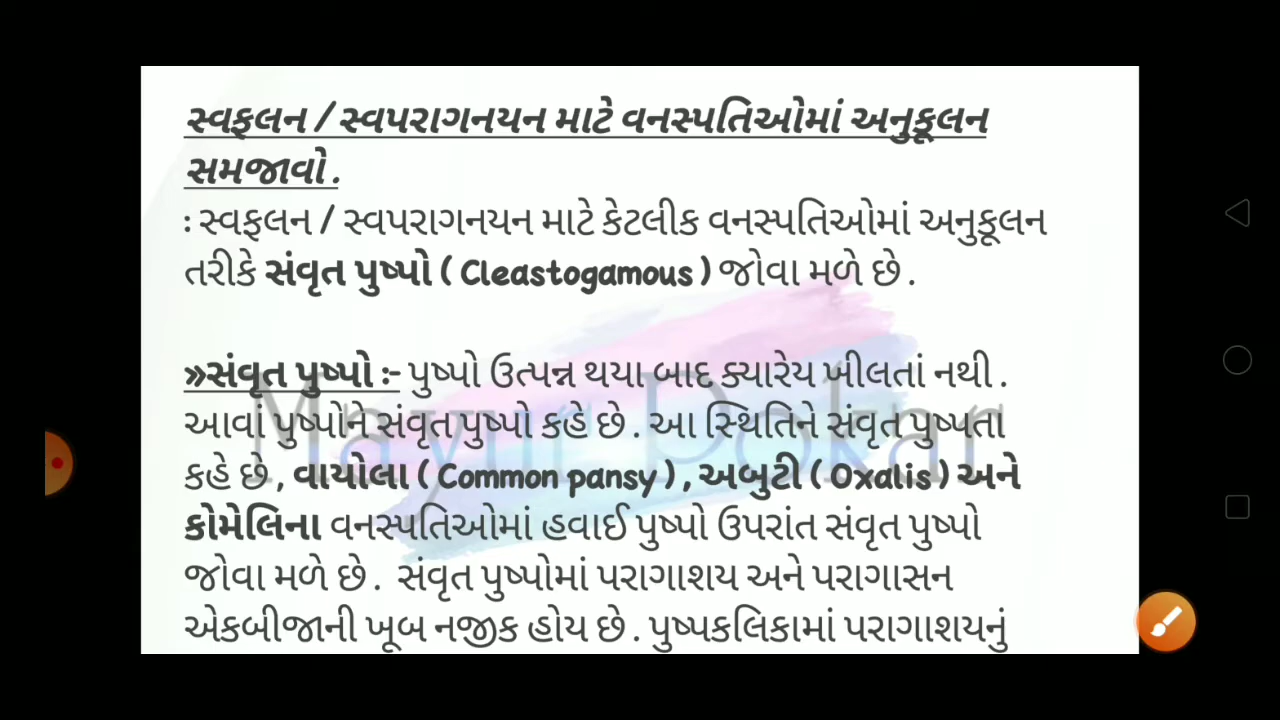 સ્વફલન / સ્વપરાગનયન માટે વનસ્પતિઓમાં અનુકૂલન
સમજાવો .
: સ્વફલન / સ્વપરાગનયન માટે કેટલીક વનસ્પતિઓમાં અનુકૂલન
તરીકે સંવૃત પુષ્પો ( Cleastogamous ) જોવા મળે છે .
»સંવૃત પુષ્પો :- પુષ્પો ઉત્પન્ન થયા બાદ ક્યારેય ખીલતાં નથી .
આવાં પુષ્પોને સંવૃત પુષ્પો કહે છે . આ સ્થિતિને સંવૃત પુષ્પતા
કહે છે , વાયોલા ( Common pansy ) , અબુટી ( Oxalis ) અને
કોમેલિના વનસ્પતિઓમાં હવાઈ પુષ્પો ઉપરાંત સંવૃત પુષ્પો
જોવા મળે છે . સંવૃત પુષ્પોમાં પરાગાશય અને પરાગાસન
એકબીજાની ખૂબ નજીક હોય છે . પુષ્પકલિકામાં પરાગાશયનું
Mayur Pokar